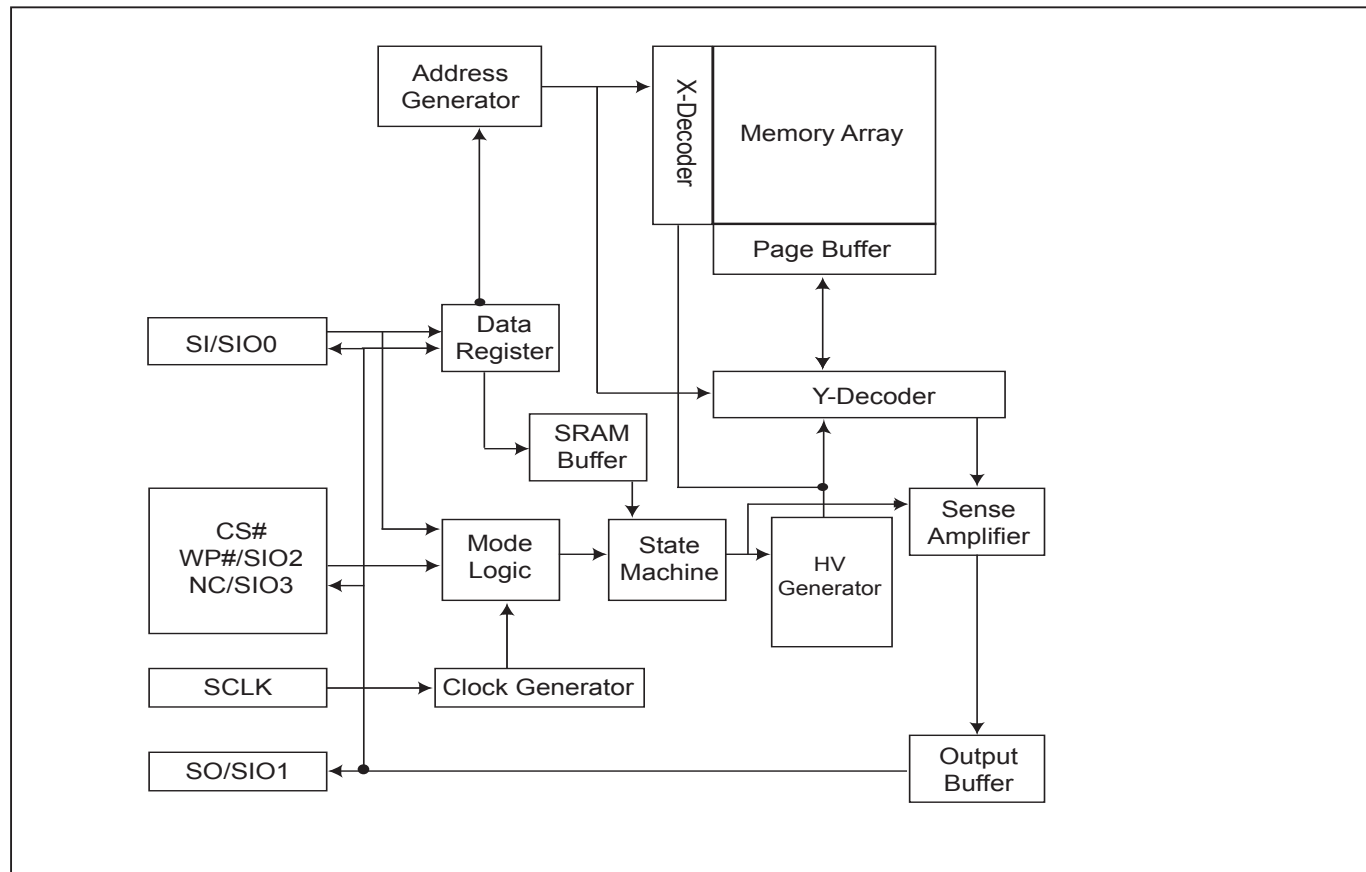 Address
Generator
X-Decoder
Memory Array
Page Buffer
SI/SIO0
Data
Register
Y-Decoder
SRAM
Buffer
CS#
WP#/SIO2
NC/SIO3
Mode
Logic
State
Machine
HV
Generator
Sense
Amplifier
SCLK
Clock Generator
SO/SIO1
Output
Buffer